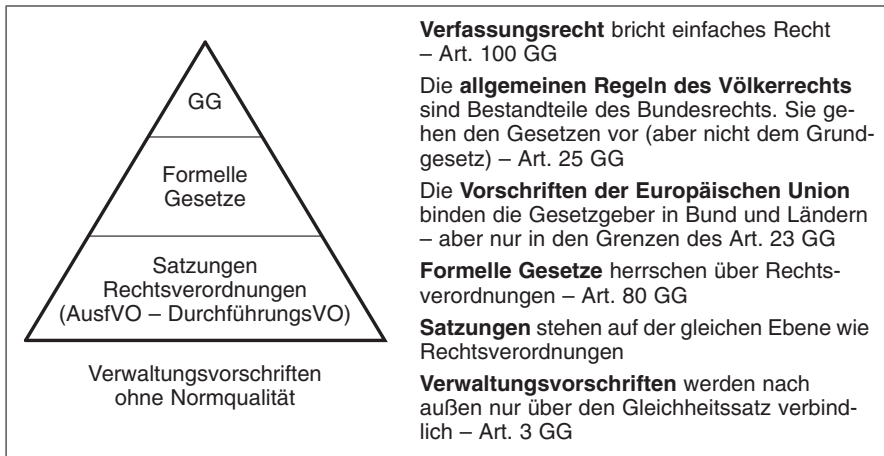 GG
Formelle
Gesetze
Satzungen
Rechtsverordnungen
(AusfVO – DurchführungsVO)
Verwaltungsvorschriften
ohne Normqualität
Verfassungsrecht bricht einfaches Recht
– Art. 100 GG
Die allgemeinen Regeln des Völkerrechts
sind Bestandteile des Bundesrechts. Sie ge-
hen den Gesetzen vor (aber nicht dem Grund-
gesetz) – Art. 25 GG
Die Vorschriften der Europäischen Union
binden die Gesetzgeber in Bund und Ländern
– aber nur in den Grenzen des Art. 23 GG
Formelle Gesetze herrschen über Rechts-
verordnungen – Art. 80 GG
Satzungen stehen auf der gleichen Ebene wie
Rechtsverordnungen
Verwaltungsvorschriften werden nach
außen nur über den Gleichheitssatz verbind-
lich – Art. 3 GG